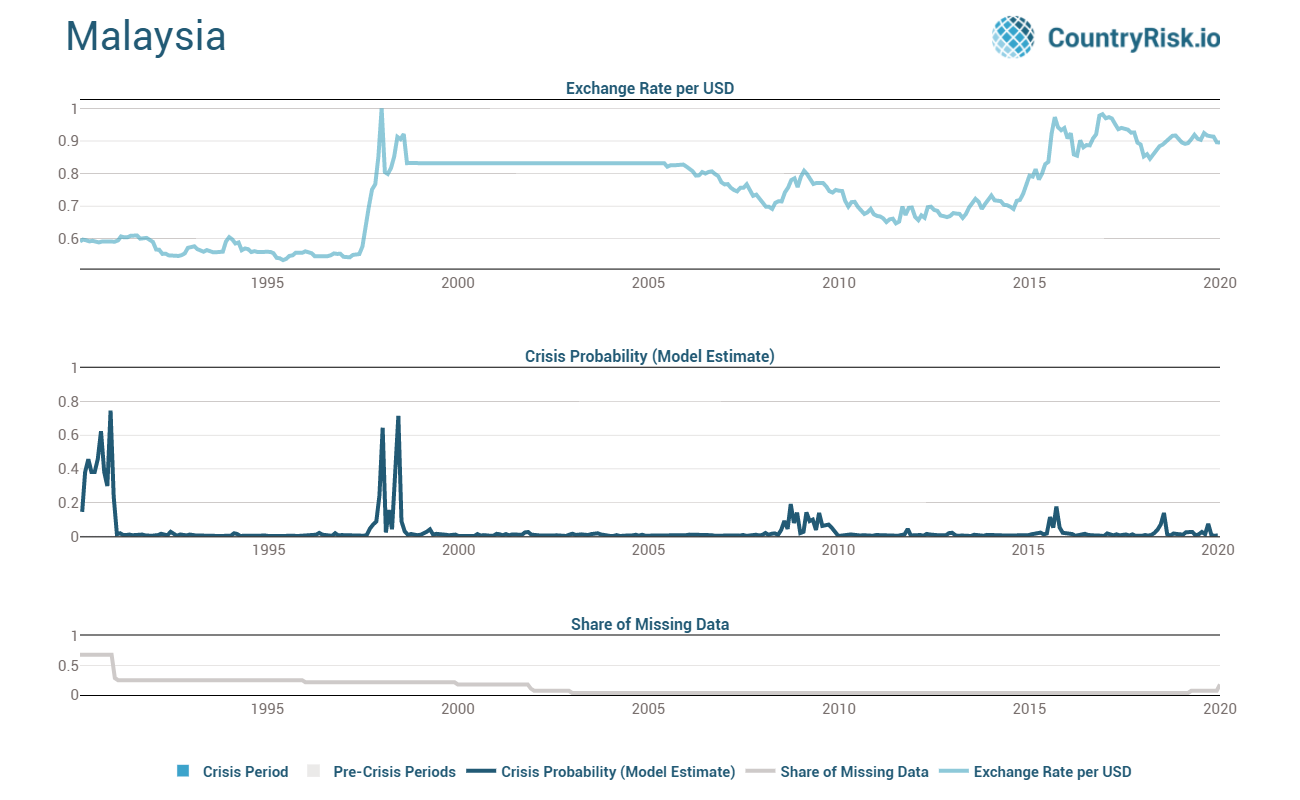 Malaysia
CountryRisk.io
Exchange Rate per USD
1
0.9
0.8
0.7
0.6
1995 2000 2005 2010 2015 2020
Crisis Probability (Model Estimate)
1
0.8
0.6
0.4
0.2
0
1995 2000 2005 2010 2015 2020
Share of Missing Data
1
0.5
0
1995 2000 2005 2010 2015 2020
Crisis Period Pre-Crisis Periods Crisis Probability (Model Estimate) Share of Missing Data Exchange Rate per USD